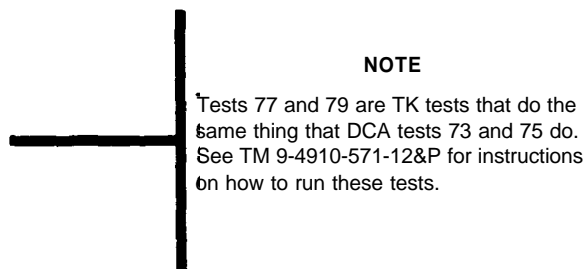 NOTE
Tests 77 and 79 are TK tests that do the
same thing that DCA tests 73 and 75 do.
See TM 9-4910-571-12&P for instructions
on how to run these tests.